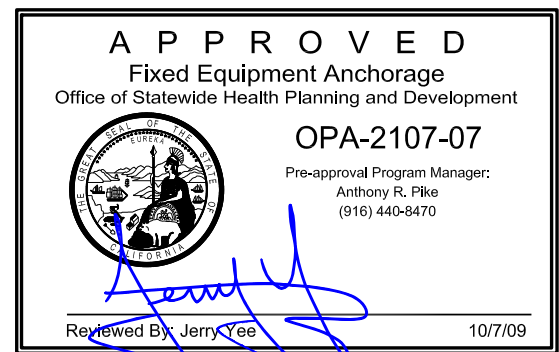 APPROVED
Fixed Equipment Anchorage
Office of Statewide Health Planning and Development
THE GREAT SEAL OF THE STATE OF CALIFORNIA
EUREKA
OPA-2107-07
Pre-approval Program Manager:
Anthony R. Pike
(916) 440-8470
Reviewed By: Jerry Yee
10/7/09